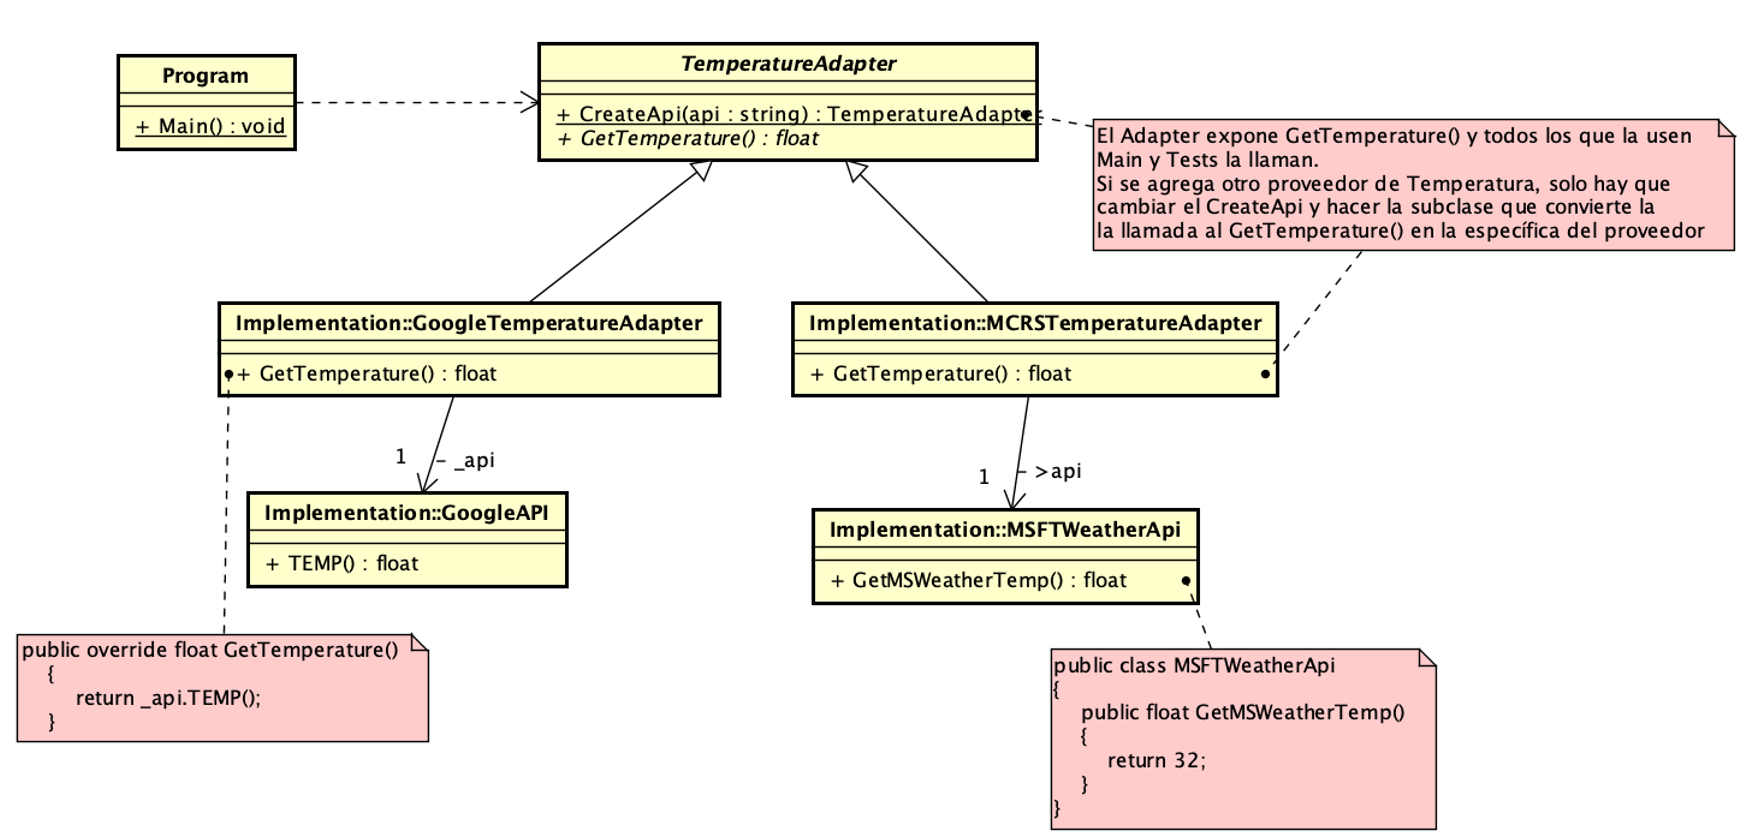 Program
+ Main() : void
TemperatureAdapter
+ CreateApi(api : string) : TemperatureAdapter
+ GetTemperature() : float
El Adapter expone GetTemperature() y todos los que la usen
Main y Tests la llaman.
Si se agrega otro proveedor de Temperatura, solo hay que
cambiar el CreateApi y hacer la subclase que convierte la
la llamada al GetTemperature() en la específica del proveedor
Implementation::GoogleTemperatureAdapter
+ GetTemperature() : float
Implementation::MCRSTemperatureAdapter
+ GetTemperature() : float
1
- _api
1
- >api
Implementation::GoogleAPI
+ TEMP() : float
Implementation::MSFTWeatherApi
+ GetMSWeatherTemp() : float
public override float GetTemperature()
{
return _api.TEMP();
}
public class MSFTWeatherApi
{
public float GetMSWeatherTemp()
{
return 32;
}
}